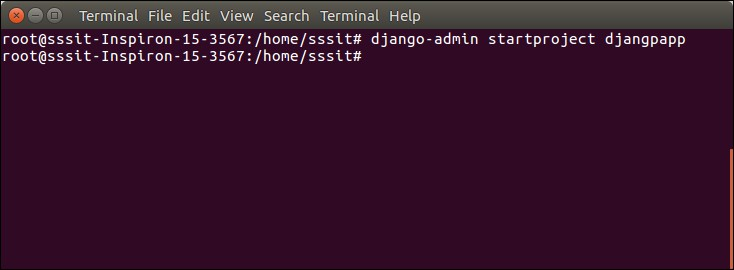 Terminal File Edit View Search Terminal Help
root@sssit-Inspiron-15-3567:/home/sssit# django-admin startproject djangpapp
root@sssit-Inspiron-15-3567:/home/sssit#